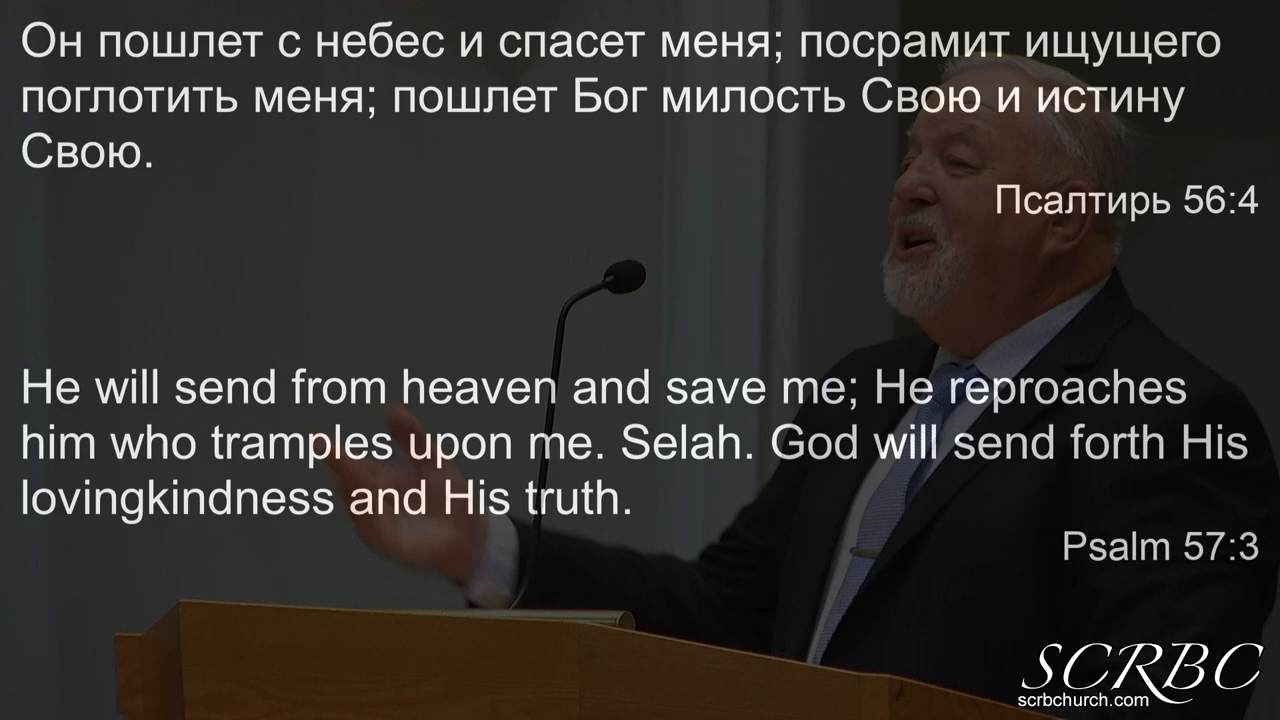 Он пошлет с небес и спасет меня; посрамит ищущего
поглотить меня; пошлет Бог милость Свою и истину
Свою.
Псалтирь 56:4
He will send from heaven and save me; He reproaches
him who tramples upon me. Selah. God will send forth His
lovingkindness and His truth.
Psalm 57:3
SCRBC
scrbchurch.com